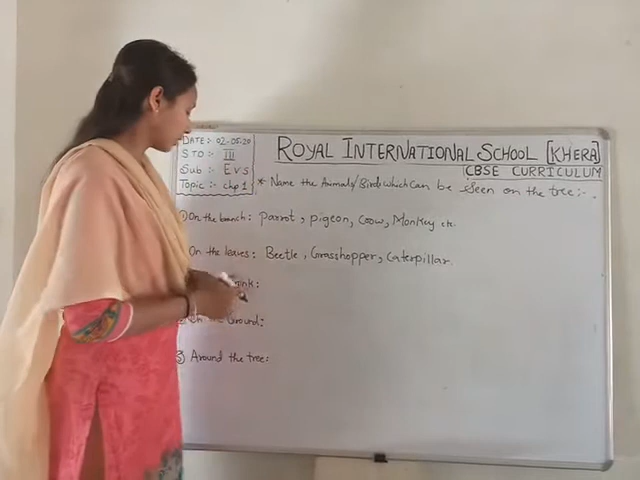 DATE :- 02-05-20
STD :- III
Sub :- EVS
Topic :- chp 1
ROYAL INTERNATIONAL SCHOOL [KHERA]
CBSE CURRICULUM
* Name the Animals/Birds which can be seen on the tree:-
① On the branch: Parrot, pigeon, Coow, Monkey etc.
On the leaves: Beetle, Grasshopper, Caterpillar.
Ground:
Around the tree: